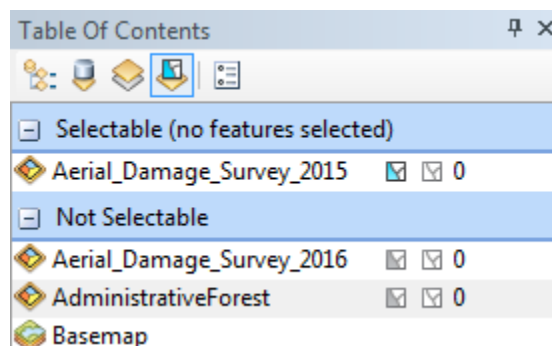 Table Of Contents
Selectable (no features selected)
Aerial_Damage_Survey_2015 0
Not Selectable
Aerial_Damage_Survey_2016 0
AdministrativeForest 0
Basemap